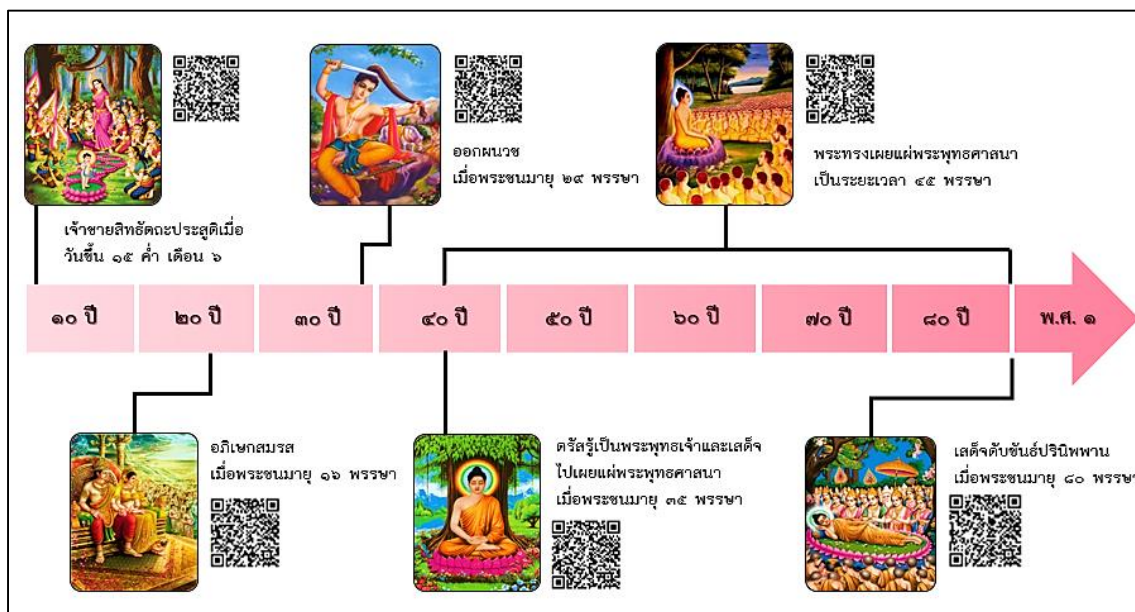 ออกผนวช
เมื่อพระชนมายุ ๒๙ พรรษา
พระทรงเผยแผ่พระพุทธศาสนา
เป็นระยะเวลา ๔๕ พรรษา
เจ้าชายสิทธัตถะประสูติเมื่อ
วันขึ้น ๑๕ ค่ำ เดือน ๖
๑๐ ปี ๒๐ ปี ๓๐ ปี ๔๐ ปี ๕๐ ปี ๖๐ ปี ๗๐ ปี ๘๐ ปี พ.ศ. ๑
อภิเษกสมรส
เมื่อพระชนมายุ ๑๖ พรรษา
ตรัสรู้เป็นพระพุทธเจ้าและเสด็จ
ไปเผยแผ่พระพุทธศาสนา
เมื่อพระชนมายุ ๓๕ พรรษา
เสด็จดับขันธ์ปรินิพพาน
เมื่อพระชนมายุ ๘๐ พรรษา